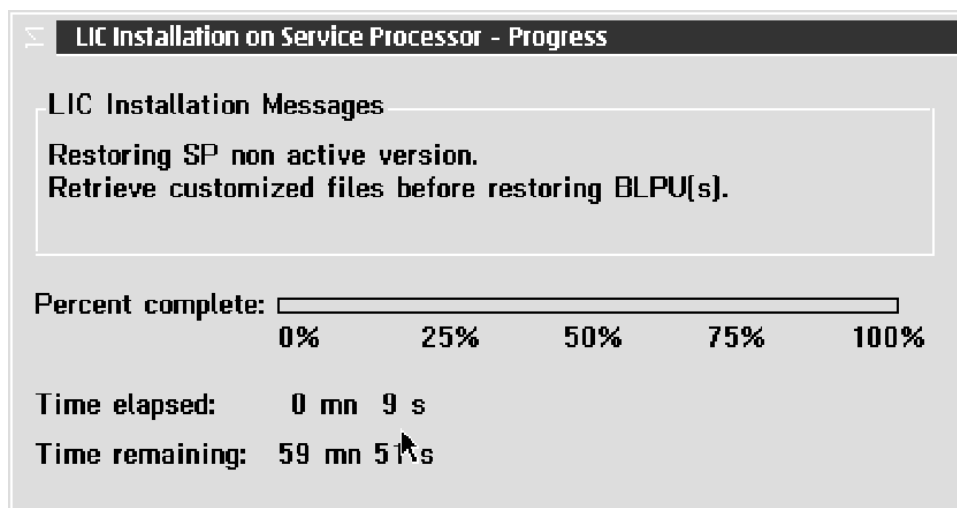 LIC Installation on Service Processor - Progress
LIC Installation Messages
Restoring SP non active version.
Retrieve customized files before restoring BLPU(s).
Percent complete:
0% 25% 50% 75% 100%
Time elapsed: 0 mn 9 s
Time remaining: 59 mn 51 s